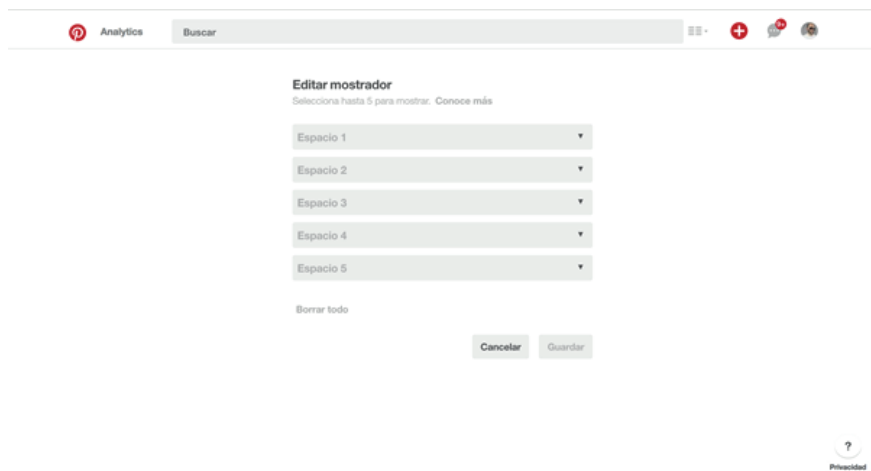 Analytics
Buscar
9+
Editar mostrador
Selecciona hasta 5 para mostrar. Conoce más
Espacio 1
Espacio 2
Espacio 3
Espacio 4
Espacio 5
Borrar todo
Cancelar Guardar
?
Privacidad